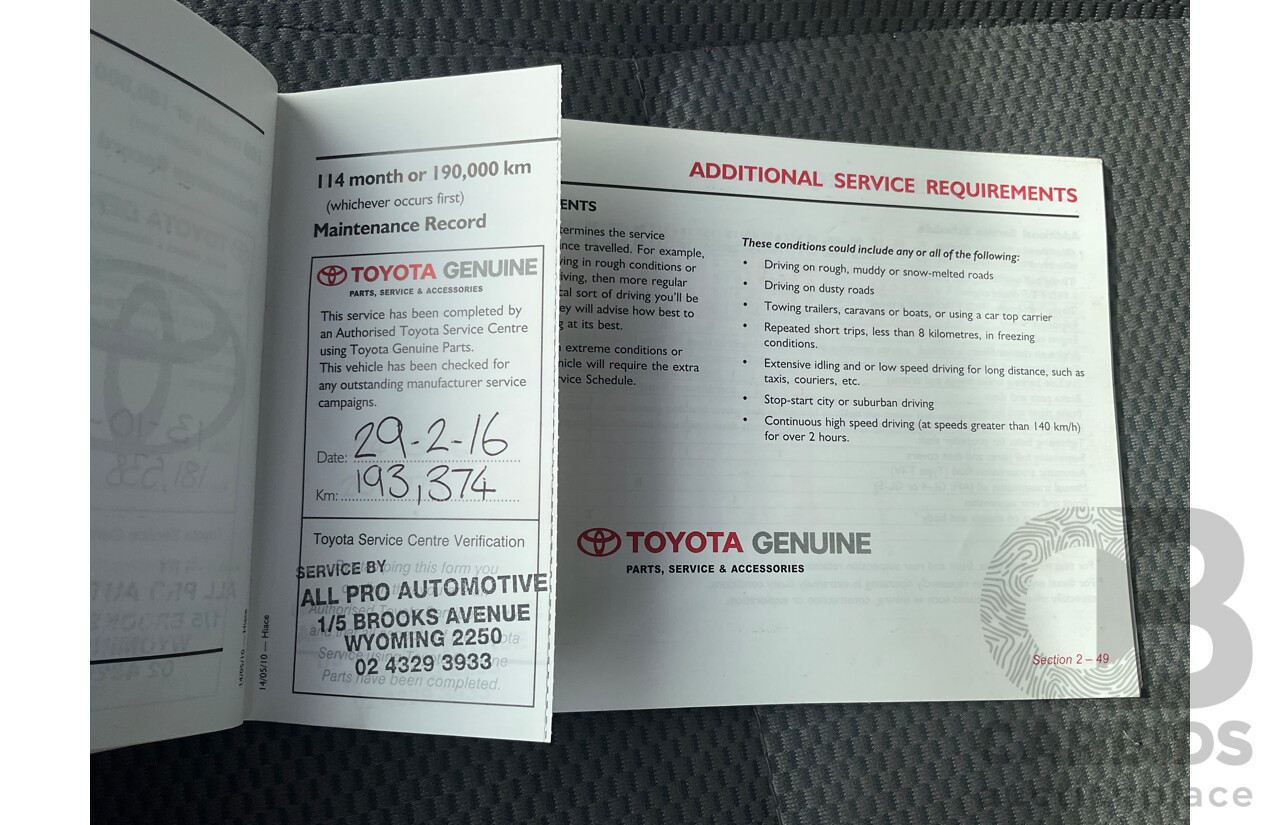 114 month or 190,000 km
(whichever occurs first)
Maintenance Record
TOYOTA GENUINE
PARTS, SERVICE & ACCESSORIES
This service has been completed by
an Authorised Toyota Service Centre
using Toyota Genuine Parts.
This vehicle has been checked for
any outstanding manufacturer service
campaigns.
Date: 29-2-16
Km: 193,374
Toyota Service Centre Verification
SERVICE BY
ALL PRO AUTOMOTIVE
1/5 BROOKS AVENUE
WYOMING 2250
02 4329 3933
Parts have been completed.
14/05/10 — Hiace
ADDITIONAL SERVICE REQUIREMENTS
ENTS
ermines the service
nce travelled. For example,
ving in rough conditions or
iving, then more regular
cal sort of driving you'll be
ey will advise how best to
g at its best.
extreme conditions or
hicle will require the extra
vice Schedule.
These conditions could include any or all of the following:
• Driving on rough, muddy or snow-melted roads
• Driving on dusty roads
• Towing trailers, caravans or boats, or using a car top carrier
• Repeated short trips, less than 8 kilometres, in freezing
conditions.
• Extensive idling and or low speed driving for long distance, such as
taxis, couriers, etc.
• Stop-start city or suburban driving
• Continuous high speed driving (at speeds greater than 140 km/h)
for over 2 hours.
TOYOTA GENUINE
PARTS, SERVICE & ACCESSORIES
Section 2 – 49